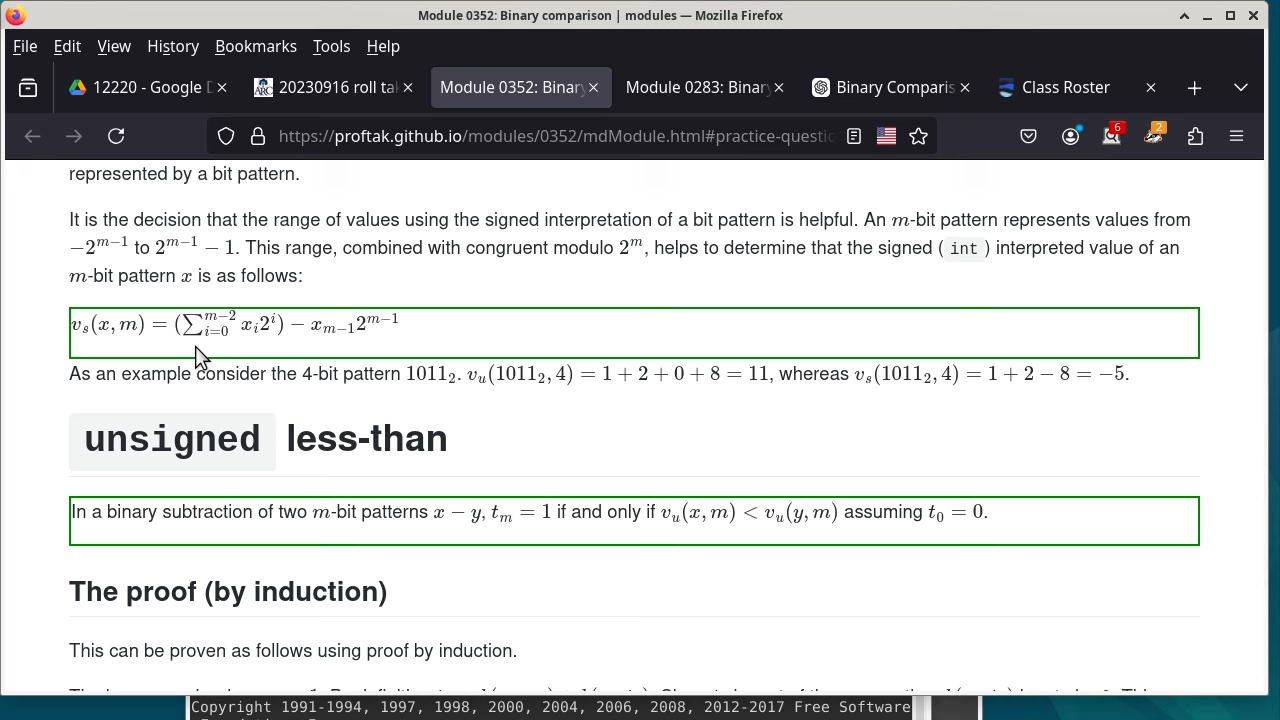 Module 0352: Binary comparison | modules — Mozilla Firefox
File Edit View History Bookmarks Tools Help
12220 - Google D 20230916 roll tak Module 0352: Binary Module 0283: Binary Binary Comparis Class Roster
https://proftak.github.io/modules/0352/mdModule.html#practice-questio 6 2
represented by a bit pattern.
It is the decision that the range of values using the signed interpretation of a bit pattern is helpful. An m-bit pattern represents values from
−2^{m−1} to 2^{m−1} − 1. This range, combined with congruent modulo 2^m, helps to determine that the signed ( int ) interpreted value of an
m-bit pattern x is as follows:
v_s(x, m) = (∑_{i=0}^{m−2} x_i 2^i) − x_{m−1} 2^{m−1}
As an example consider the 4-bit pattern 1011_2. v_u(1011_2, 4) = 1 + 2 + 0 + 8 = 11, whereas v_s(1011_2, 4) = 1 + 2 − 8 = −5.
unsigned less-than
In a binary subtraction of two m-bit patterns x − y, t_m = 1 if and only if v_u(x, m) < v_u(y, m) assuming t_0 = 0.
The proof (by induction)
This can be proven as follows using proof by induction.
Copyright 1991-1994, 1997, 1998, 2000, 2004, 2006, 2008, 2012-2017 Free Software